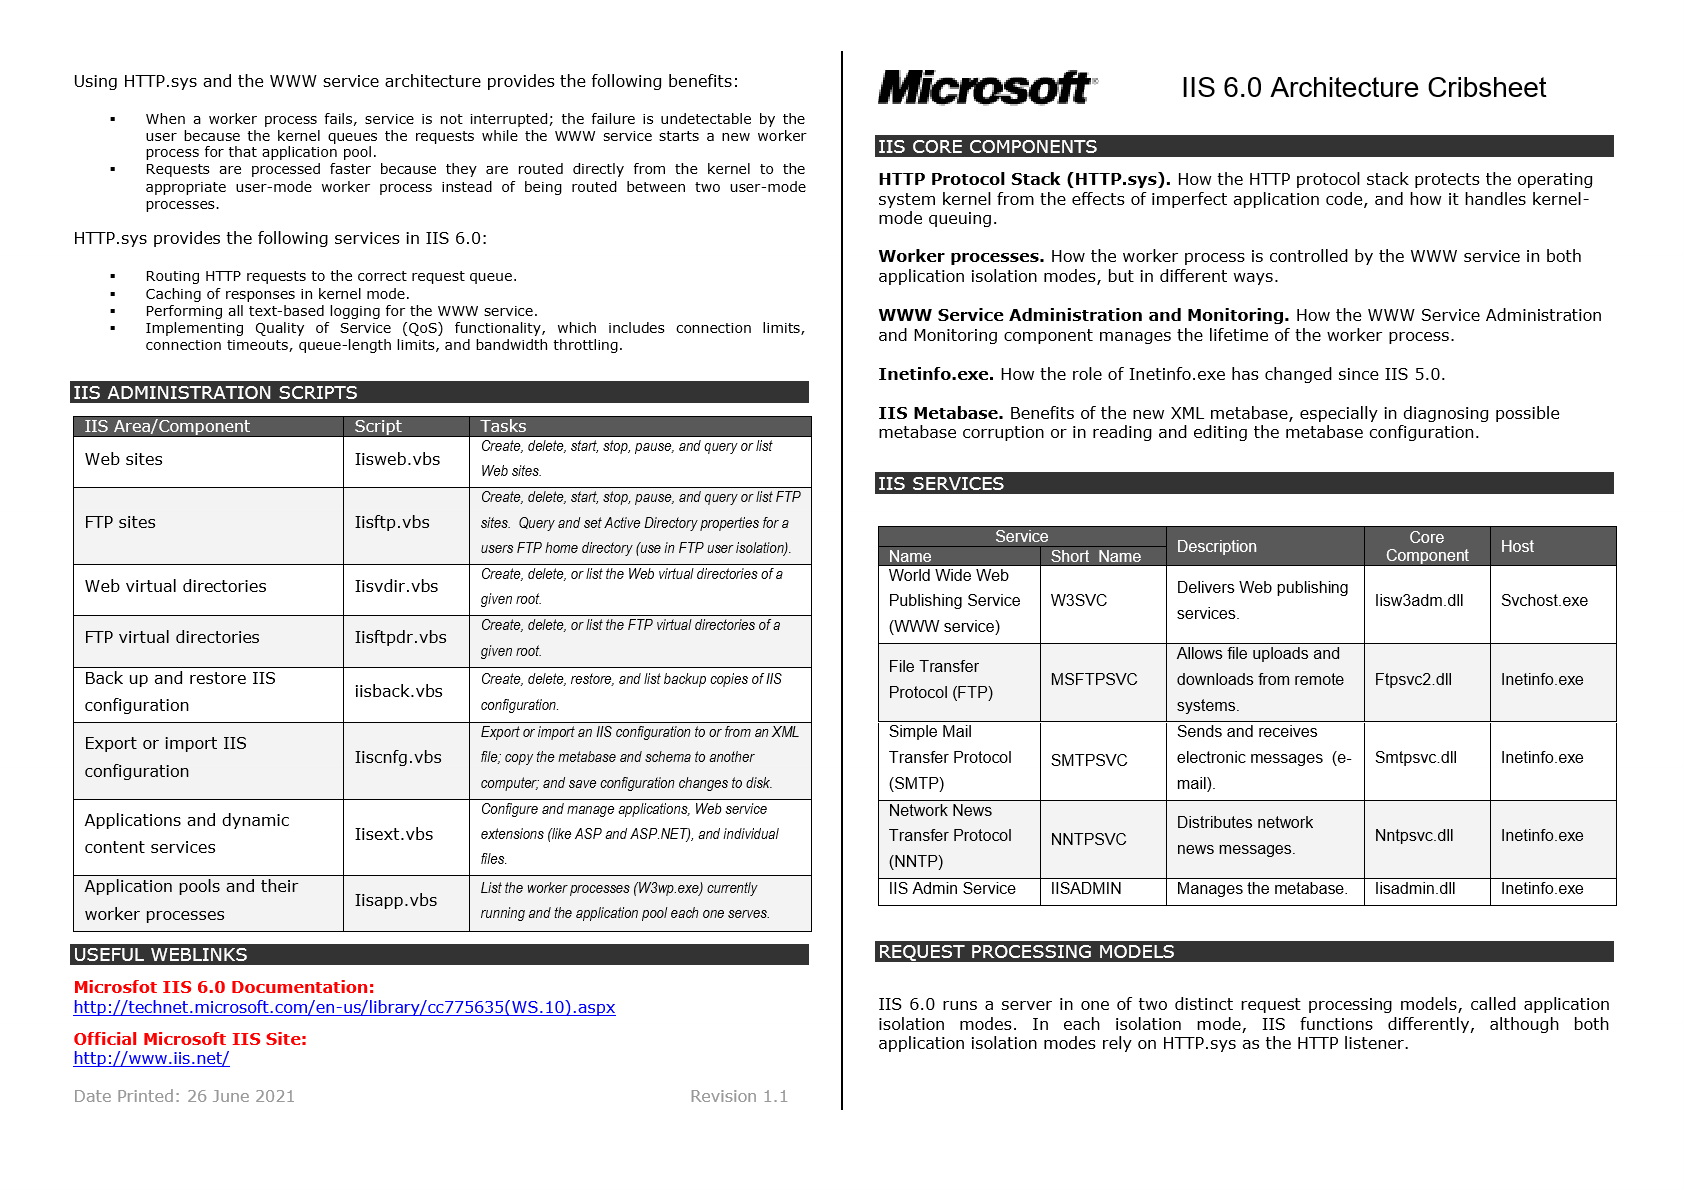 Using HTTP.sys and the WWW service architecture provides the following benefits:
▪ When a worker process fails, service is not interrupted; the failure is undetectable by the
user because the kernel queues the requests while the WWW service starts a new worker
process for that application pool.
▪ Requests are processed faster because they are routed directly from the kernel to the
appropriate user-mode worker process instead of being routed between two user-mode
processes.
HTTP.sys provides the following services in IIS 6.0:
▪ Routing HTTP requests to the correct request queue.
▪ Caching of responses in kernel mode.
▪ Performing all text-based logging for the WWW service.
▪ Implementing Quality of Service (QoS) functionality, which includes connection limits,
connection timeouts, queue-length limits, and bandwidth throttling.
IIS ADMINISTRATION SCRIPTS
IIS Area/Component Script Tasks
Web sites Iisweb.vbs Create, delete, start, stop, pause, and query or list
Web sites.
FTP sites Iisftp.vbs Create, delete, start, stop, pause, and query or list FTP
sites. Query and set Active Directory properties for a
users FTP home directory (use in FTP user isolation).
Web virtual directories Iisvdir.vbs Create, delete, or list the Web virtual directories of a
given root.
FTP virtual directories Iisftpdr.vbs Create, delete, or list the FTP virtual directories of a
given root.
Back up and restore IIS
configuration
iisback.vbs Create, delete, restore, and list backup copies of IIS
configuration.
Export or import IIS
configuration
Iiscnfg.vbs Export or import an IIS configuration to or from an XML
file; copy the metabase and schema to another
computer; and save configuration changes to disk.
Applications and dynamic
content services
Iisext.vbs Configure and manage applications, Web service
extensions (like ASP and ASP.NET), and individual
files.
Application pools and their
worker processes
Iisapp.vbs List the worker processes (W3wp.exe) currently
running and the application pool each one serves.
USEFUL WEBLINKS
Microsfot IIS 6.0 Documentation:
http://technet.microsoft.com/en-us/library/cc775635(WS.10).aspx
Official Microsoft IIS Site:
http://www.iis.net/
Date Printed: 26 June 2021 Revision 1.1
Microsoft® IIS 6.0 Architecture Cribsheet
IIS CORE COMPONENTS
HTTP Protocol Stack (HTTP.sys). How the HTTP protocol stack protects the operating
system kernel from the effects of imperfect application code, and how it handles kernel-
mode queuing.
Worker processes. How the worker process is controlled by the WWW service in both
application isolation modes, but in different ways.
WWW Service Administration and Monitoring. How the WWW Service Administration
and Monitoring component manages the lifetime of the worker process.
Inetinfo.exe. How the role of Inetinfo.exe has changed since IIS 5.0.
IIS Metabase. Benefits of the new XML metabase, especially in diagnosing possible
metabase corruption or in reading and editing the metabase configuration.
IIS SERVICES
Service Description Core
Component Host
Name Short Name
World Wide Web
Publishing Service
(WWW service)
W3SVC Delivers Web publishing
services.
Iisw3adm.dll Svchost.exe
File Transfer
Protocol (FTP)
MSFTPSVC Allows file uploads and
downloads from remote
systems.
Ftpsvc2.dll Inetinfo.exe
Simple Mail
Transfer Protocol
(SMTP)
SMTPSVC Sends and receives
electronic messages (e-
mail).
Smtpsvc.dll Inetinfo.exe
Network News
Transfer Protocol
(NNTP)
NNTPSVC Distributes network
news messages.
Nntpsvc.dll Inetinfo.exe
IIS Admin Service IISADMIN Manages the metabase. Iisadmin.dll Inetinfo.exe
REQUEST PROCESSING MODELS
IIS 6.0 runs a server in one of two distinct request processing models, called application
isolation modes. In each isolation mode, IIS functions differently, although both
application isolation modes rely on HTTP.sys as the HTTP listener.